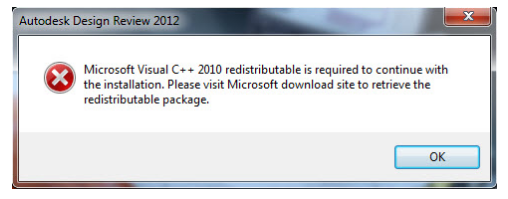 Autodesk Design Review 2012
Microsoft Visual C++ 2010 redistributable is required to continue with
the installation. Please visit Microsoft download site to retrieve the
redistributable package.
OK